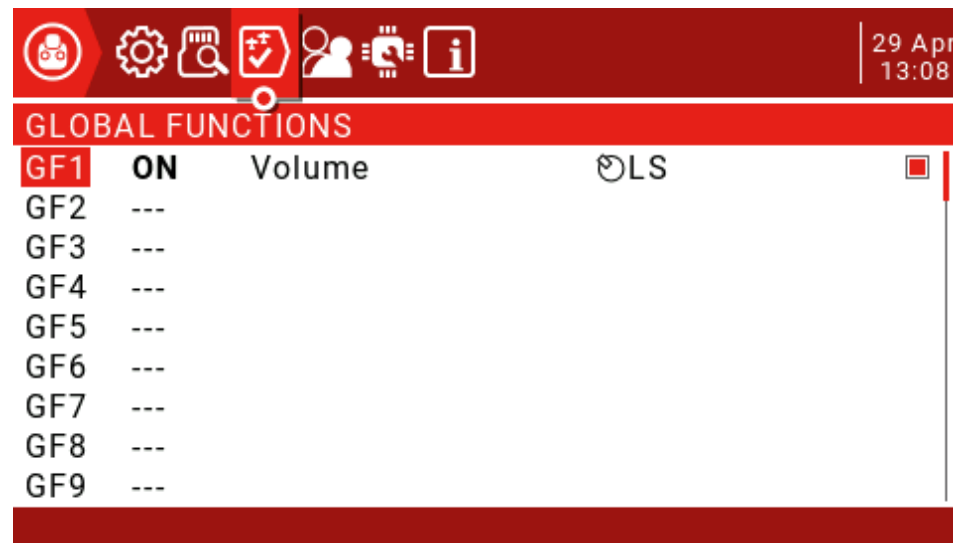 29 Apr
13:08
GLOBAL FUNCTIONS
GF1 ON Volume LS
GF2 ---
GF3 ---
GF4 ---
GF5 ---
GF6 ---
GF7 ---
GF8 ---
GF9 ---